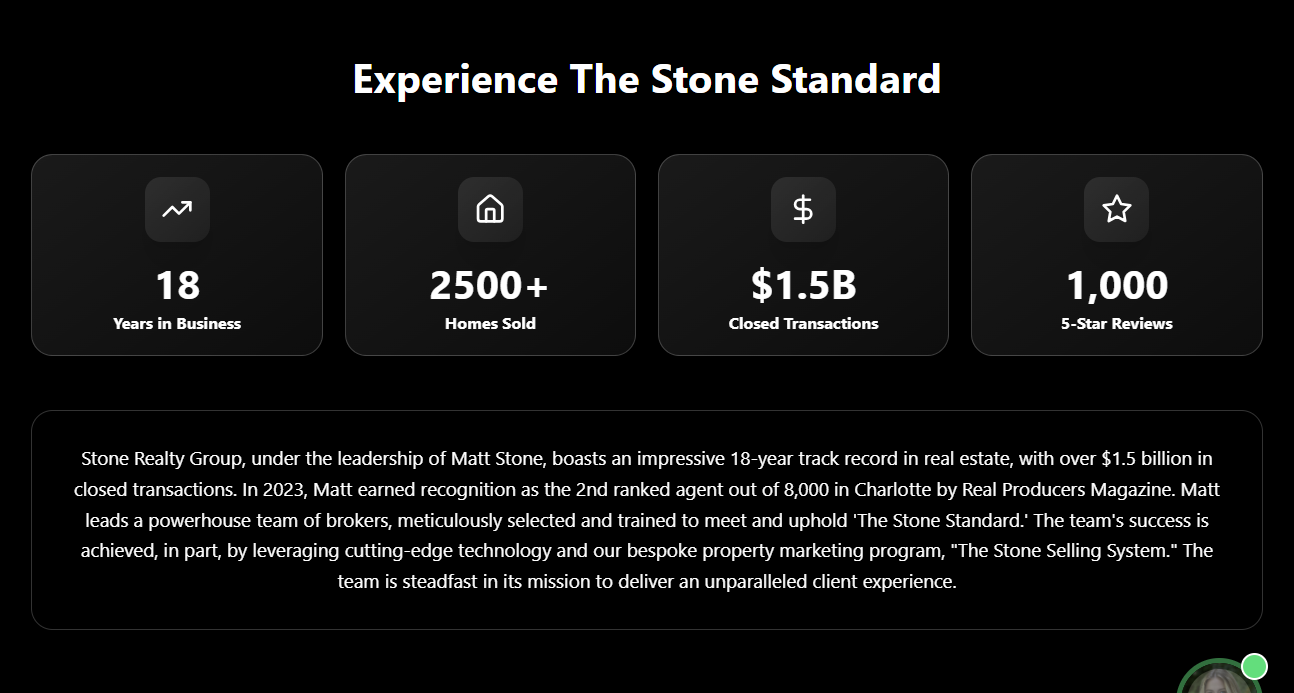 Experience The Stone Standard
18
Years in Business
2500+
Homes Sold
$1.5B
Closed Transactions
1,000
5-Star Reviews
Stone Realty Group, under the leadership of Matt Stone, boasts an impressive 18-year track record in real estate, with over $1.5 billion in
closed transactions. In 2023, Matt earned recognition as the 2nd ranked agent out of 8,000 in Charlotte by Real Producers Magazine. Matt
leads a powerhouse team of brokers, meticulously selected and trained to meet and uphold 'The Stone Standard.' The team's success is
achieved, in part, by leveraging cutting-edge technology and our bespoke property marketing program, "The Stone Selling System." The
team is steadfast in its mission to deliver an unparalleled client experience.